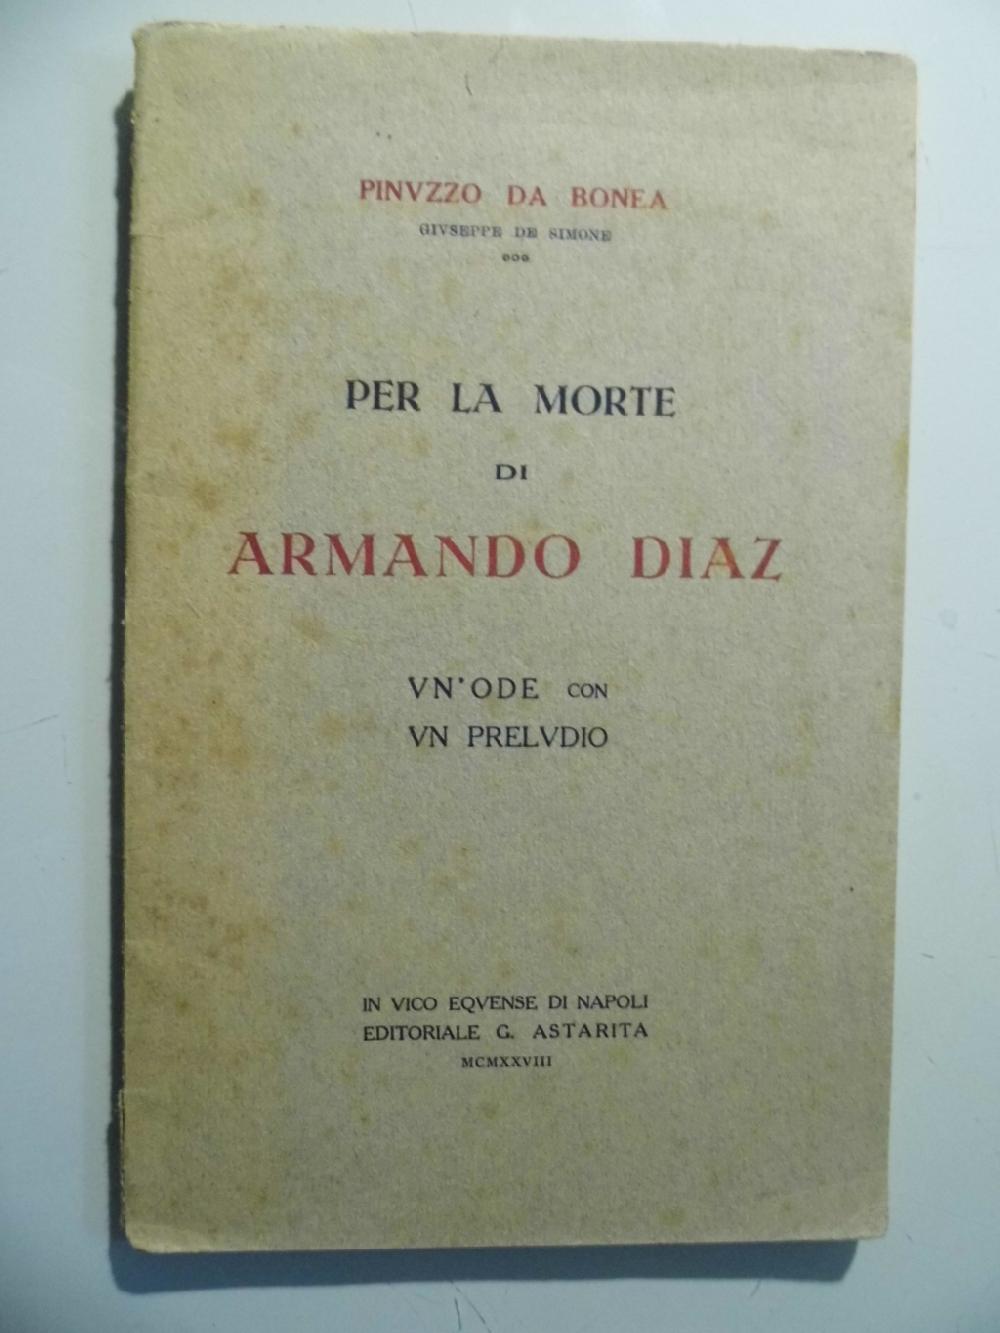 PINVZZO DA BONEA
GIVSEPPE DE SIMONE
PER LA MORTE
DI
ARMANDO DIAZ
VN'ODE CON
VN PRELVDIO
IN VICO EQVENSE DI NAPOLI
EDITORIALE G. ASTARITA
MCMXXVIII